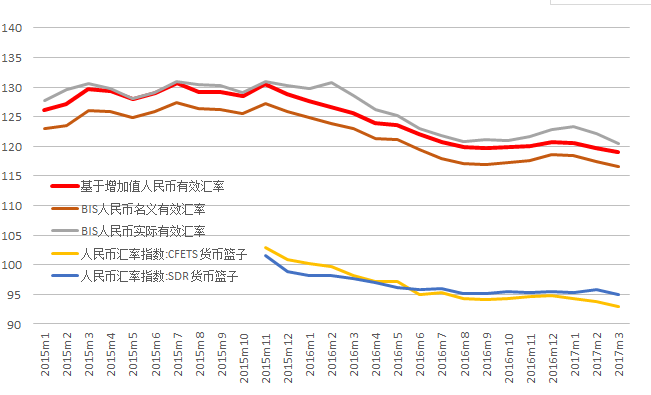 140
135
130
125
120
115
110
105
100
95
90
基于增加值人民币有效汇率
BIS人民币名义有效汇率
BIS人民币实际有效汇率
人民币汇率指数:CFETS货币篮子
人民币汇率指数:SDR货币篮子
2015m1
2015m2
2015m3
2015m4
2015m5
2015m6
2015m7
2015m8
2015m9
2015m10
2015m11
2015m12
2016m1
2016m2
2016m3
2016m4
2016m5
2016m6
2016m7
2016m8
2016m9
2016m10
2016m11
2016m12
2017m1
2017m2
2017m3